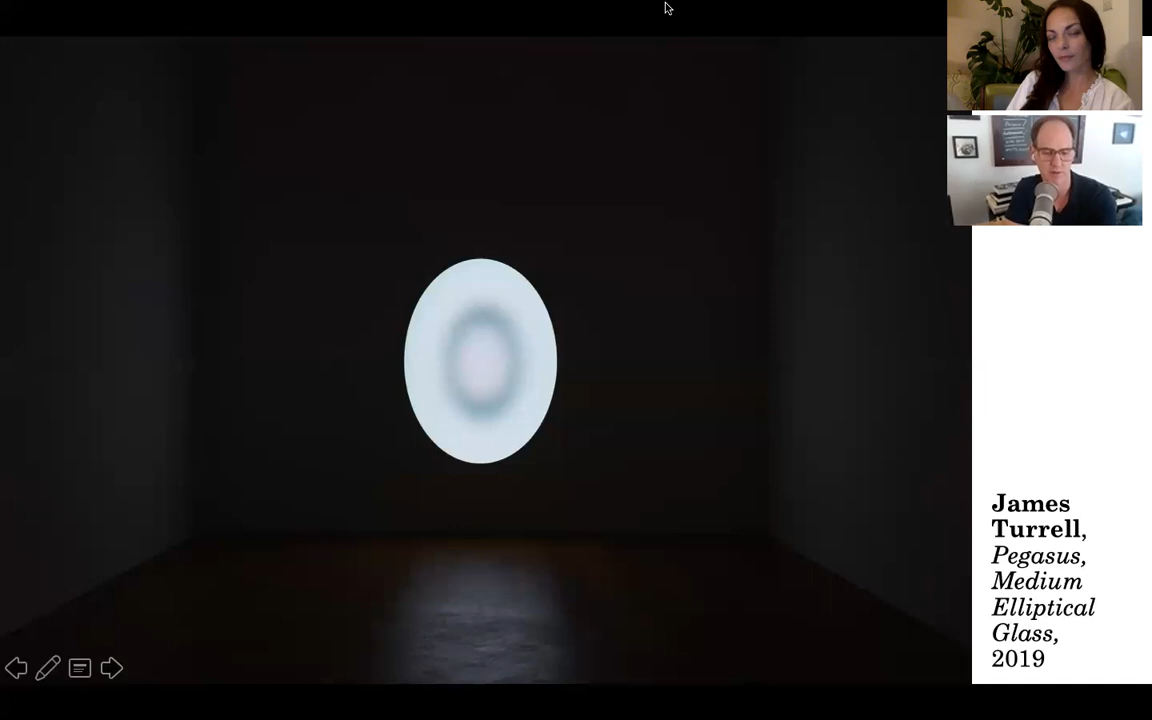 James
Turrell,
Pegasus,
Medium
Elliptical
Glass,
2019